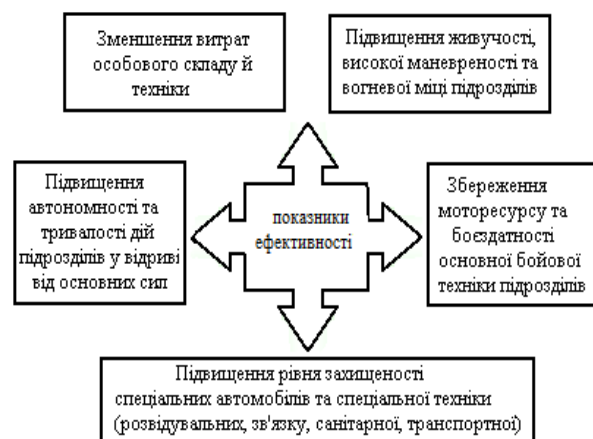 Зменшення витрат
особового складу й
техніки
Підвищення живучості,
високої маневреності та
вогневої міці підрозділів
Підвищення
автономності та
тривалості дій
підрозділів у відриві
від основних сил
показники
ефективності
Збереження
моторесурсу та
боєздатності
основної бойової
техніки підрозділів
Підвищення рівня захищеності
спеціальних автомобілів та спеціальної техніки
(розвідувальних, зв'язку, санітарної, транспортної)